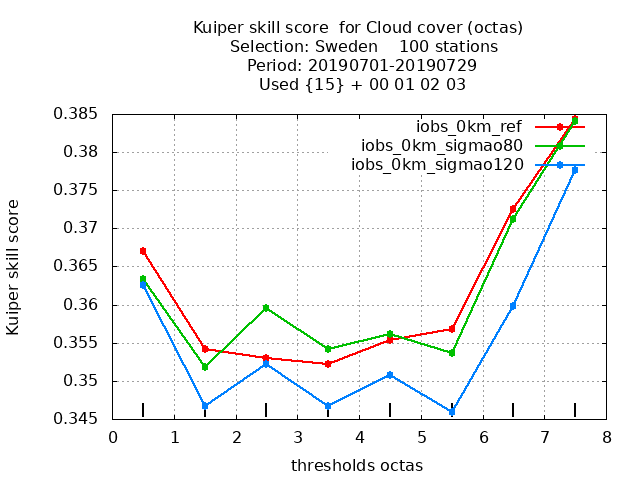 Kuiper skill score  for Cloud cover (octas)
Selection: Sweden    100 stations
Period: 20190701-20190729
Used {15} + 00 01 02 03
iobs_0km_ref
iobs_0km_sigmao80
iobs_0km_sigmao120
Kuiper skill score
0.385
0.38
0.375
0.37
0.365
0.36
0.355
0.35
0.345
0 1 2 3 4 5 6 7 8
thresholds octas